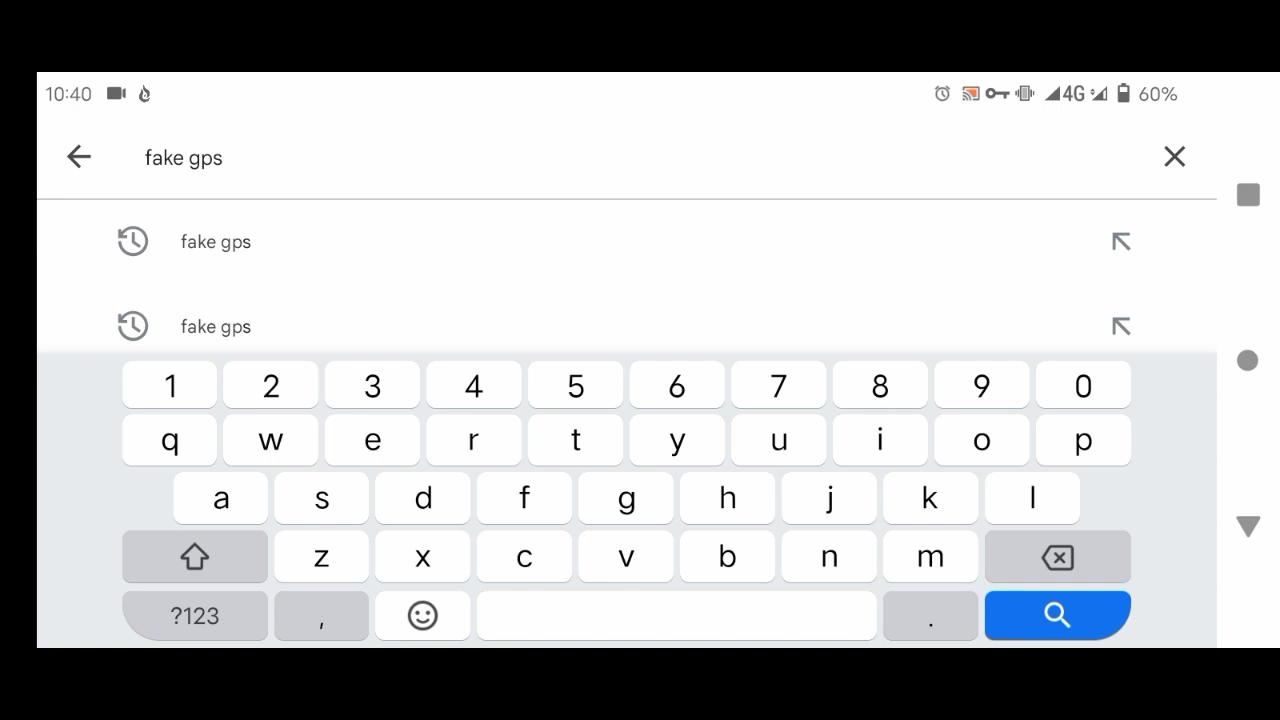 10:40 4G 60%
fake gps
fake gps
fake gps
1 2 3 4 5 6 7 8 9 0
q w e r t y u i o p
a s d f g h j k l
z x c v b n m
?123 , .